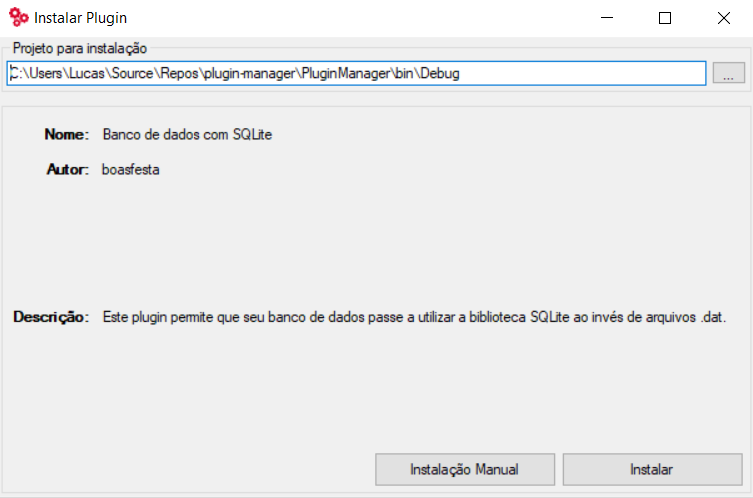 Instalar Plugin
Projeto para instalação
C:\Users\Lucas\Source\Repos\plugin-manager\PluginManager\bin\Debug
...
Nome: Banco de dados com SQLite
Autor: boasfesta
Descrição: Este plugin permite que seu banco de dados passe a utilizar a biblioteca SQLite ao invés de arquivos .dat.
Instalação Manual
Instalar